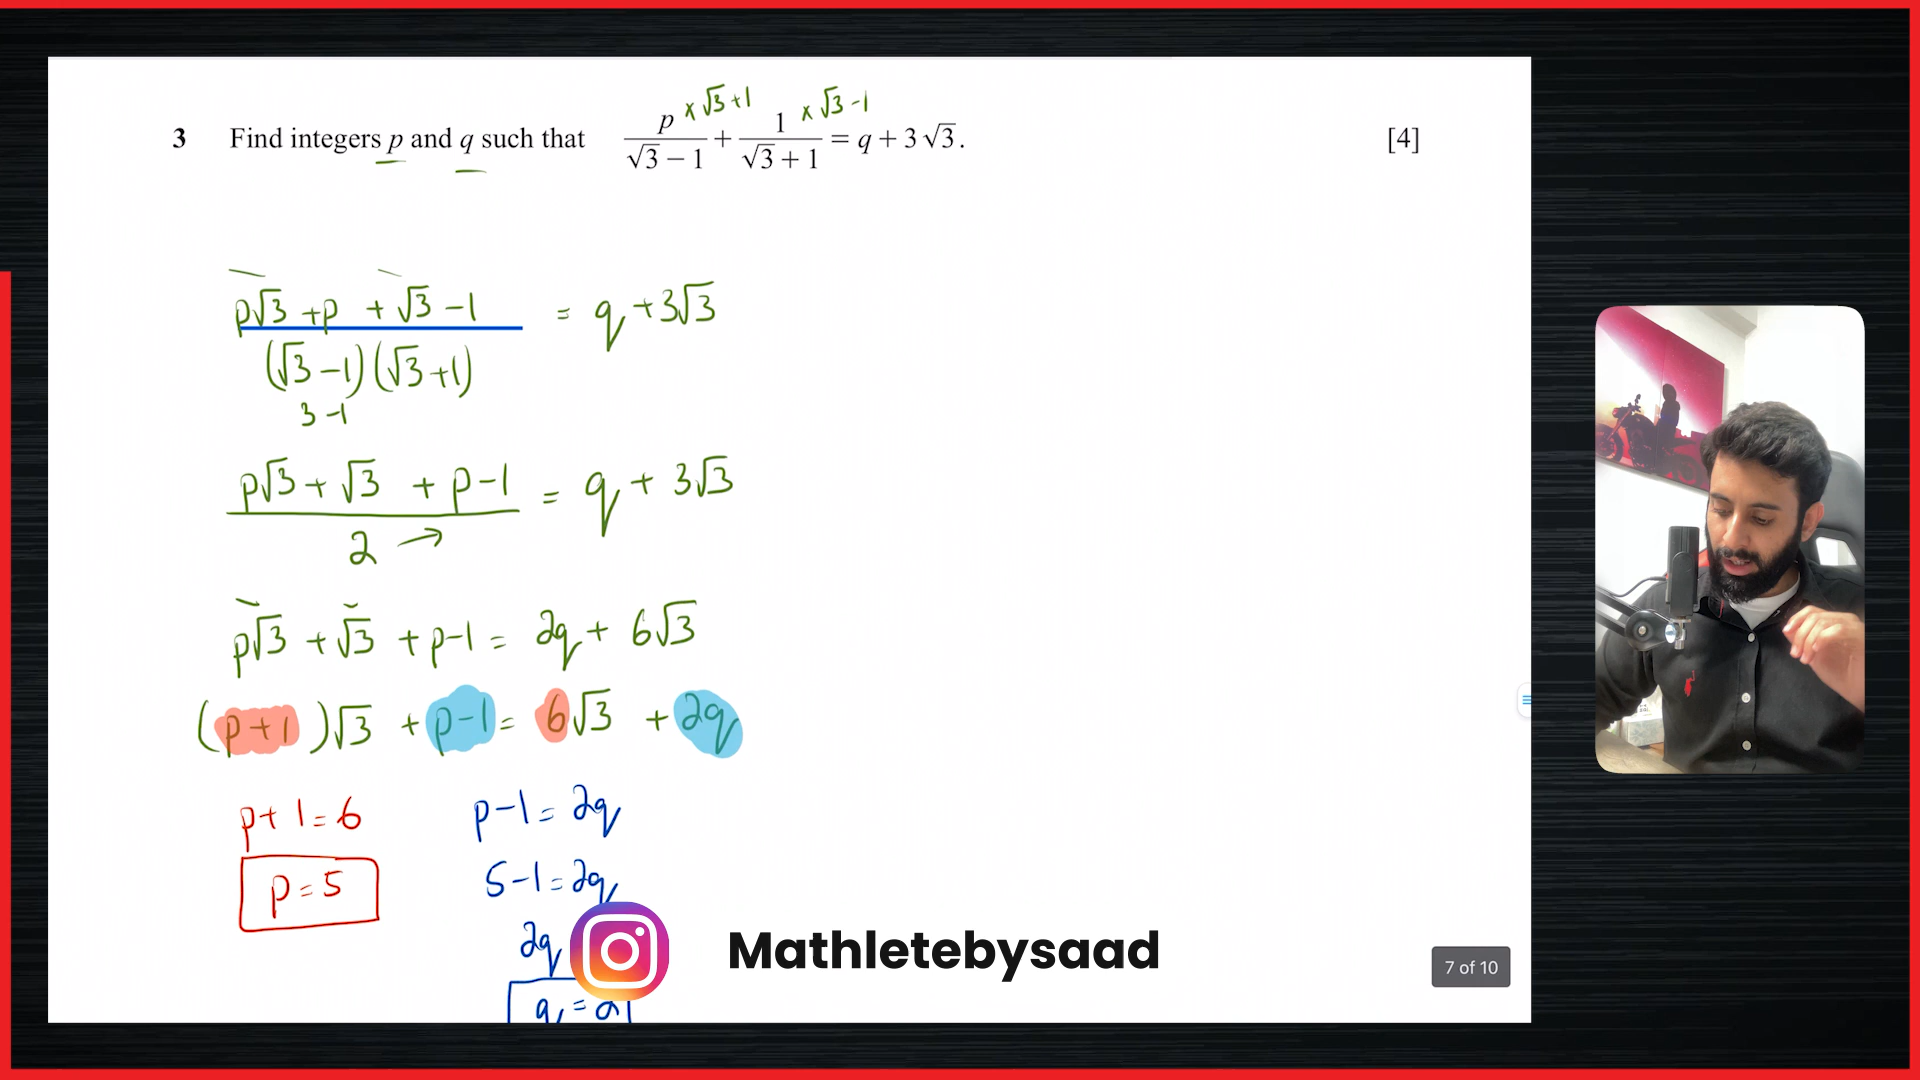 3 Find integers p and q such that p/(√3 − 1) + 1/(√3 + 1) = q + 3√3. [4]
× √3 +1 × √3 -1
p√3 + p + √3 - 1 = q + 3√3
(√3 - 1)(√3 + 1)
3 - 1
p√3 + √3 + p - 1 = q + 3√3
2 →
p√3 + √3 + p - 1 = 2q + 6√3
(p+1)√3 + p - 1 = 6√3 + 2q
p + 1 = 6 p - 1 = 2q
p = 5 5 - 1 = 2q
2q
q = 2
Mathletebysaad
7 of 10